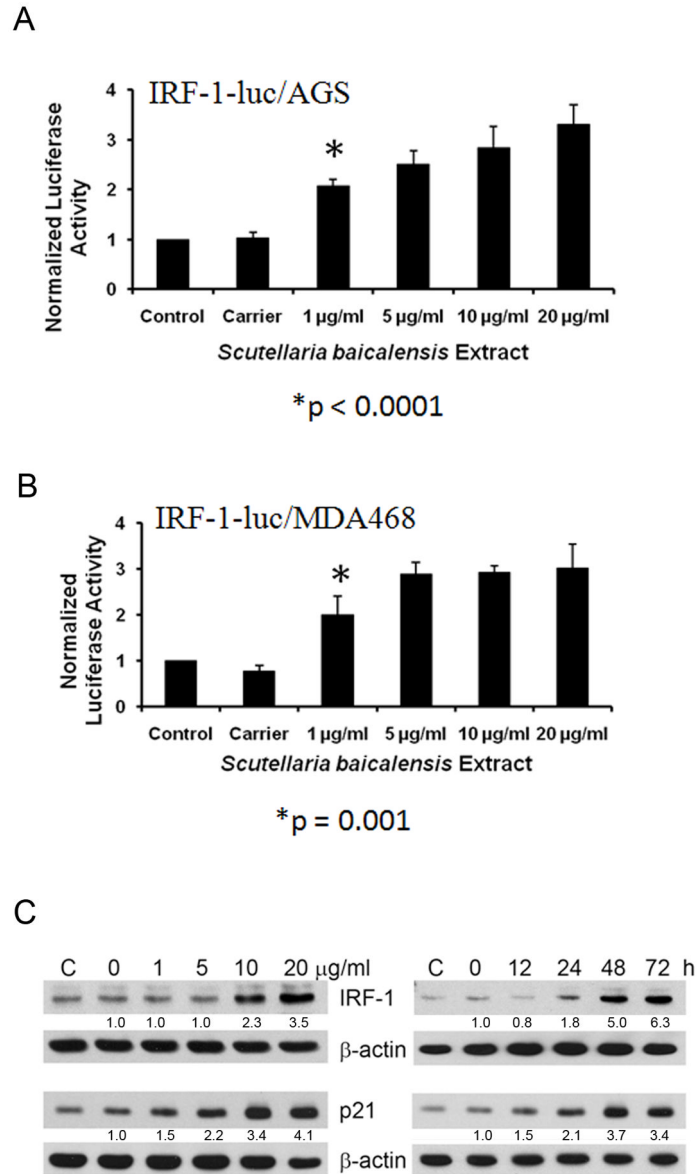 A
IRF-1-luc/AGS
Normalized Luciferase
Activity
4
3
2
1
0
*
Control Carrier 1 µg/ml 5 µg/ml 10 µg/ml 20 µg/ml
Scutellaria baicalensis Extract
*p < 0.0001
B
IRF-1-luc/MDA468
Normalized
Luciferase Activity
4
3
2
1
0
*
Control Carrier 1 µg/ml 5 µg/ml 10 µg/ml 20 µg/ml
Scutellaria baicalensis Extract
*p = 0.001
C
C 0 1 5 10 20 µg/ml C 0 12 24 48 72 h
IRF-1
1.0 1.0 1.0 2.3 3.5 1.0 0.8 1.8 5.0 6.3
β-actin
p21
1.0 1.5 2.2 3.4 4.1 1.0 1.5 2.1 3.7 3.4
β-actin